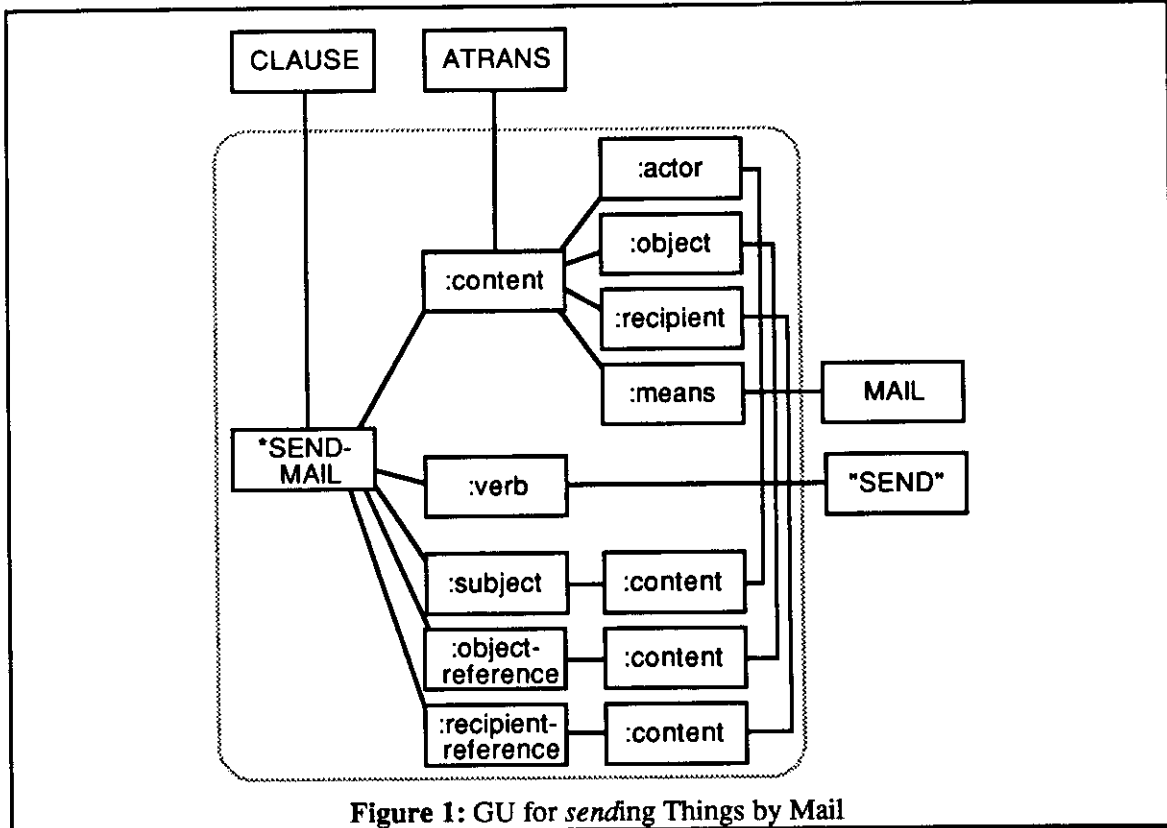 CLAUSE
ATRANS
:actor
:object
:content
:recipient
:means
MAIL
*SEND-
MAIL
:verb
"SEND"
:subject
:content
:object-
reference
:content
:recipient-
reference
:content
Figure 1: GU for sending Things by Mail